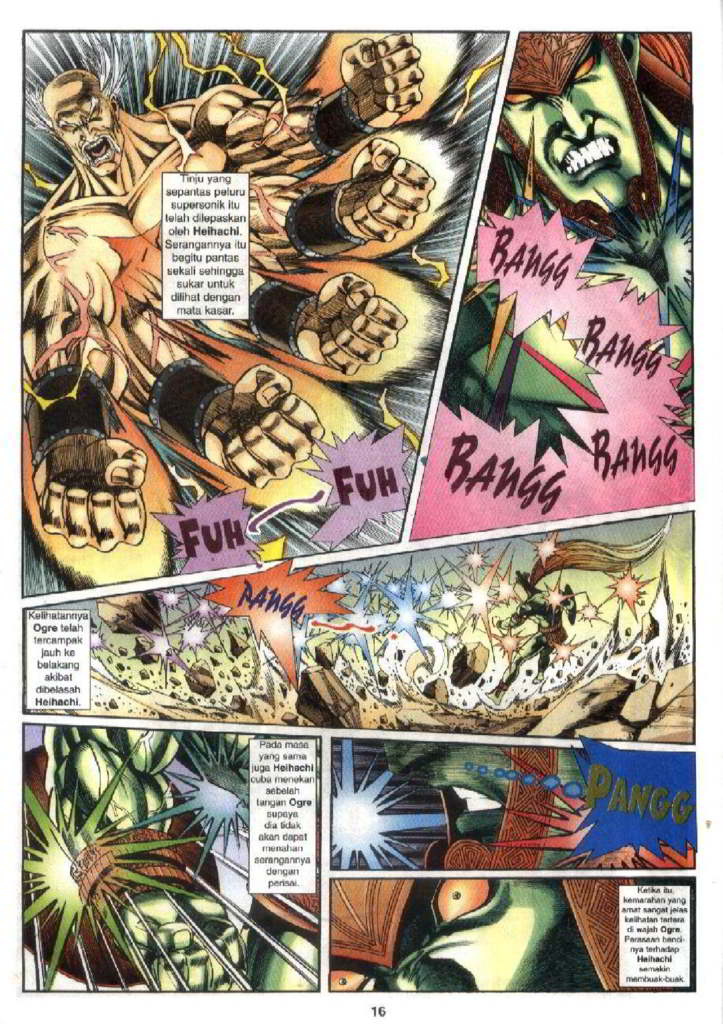 Tinju yang
sepantas peluru
supersonik itu
telah dilepaskan
oleh Heihachi.
Serangannya itu
begitu pantas
sekali sehingga
sukar untuk
dilihat dengan
mata kasar.
FUH
FUH
BANGG
BANGG
BANGG
BANGG
Kelihatannya
Ogre telah
tercampak
jauh ke
belakang
akibat
dibelasah
Heihachi.
PANGG
Pada masa
yang sama
juga Heihachi
cuba menekan
sebelah
tangan Ogre
supaya
dia tidak
akan dapat
menahan
serangannya
dengan
perisai.
PANGG
Ketika itu
kemarahan yang
amat sangat jelas
kelihatan tertera
di wajah Ogre.
Perasaan benci-
nya terhadap
Heihachi
semakin
membuak-buak.
16